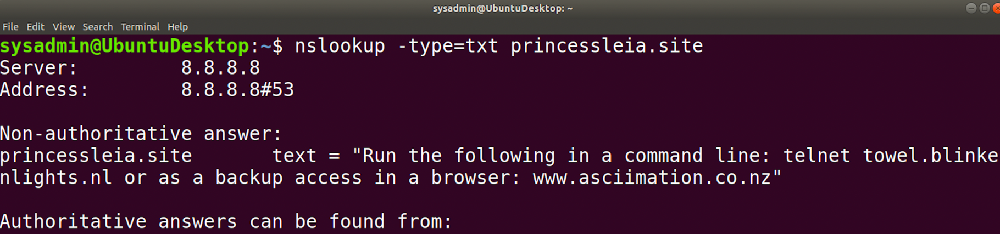 sysadmin@UbuntuDesktop: ~
File Edit View Search Terminal Help
sysadmin@UbuntuDesktop:~$ nslookup -type=txt princessleia.site
Server: 8.8.8.8
Address: 8.8.8.8#53
Non-authoritative answer:
princessleia.site text = "Run the following in a command line: telnet towel.blinke
nlights.nl or as a backup access in a browser: www.asciimation.co.nz"
Authoritative answers can be found from: